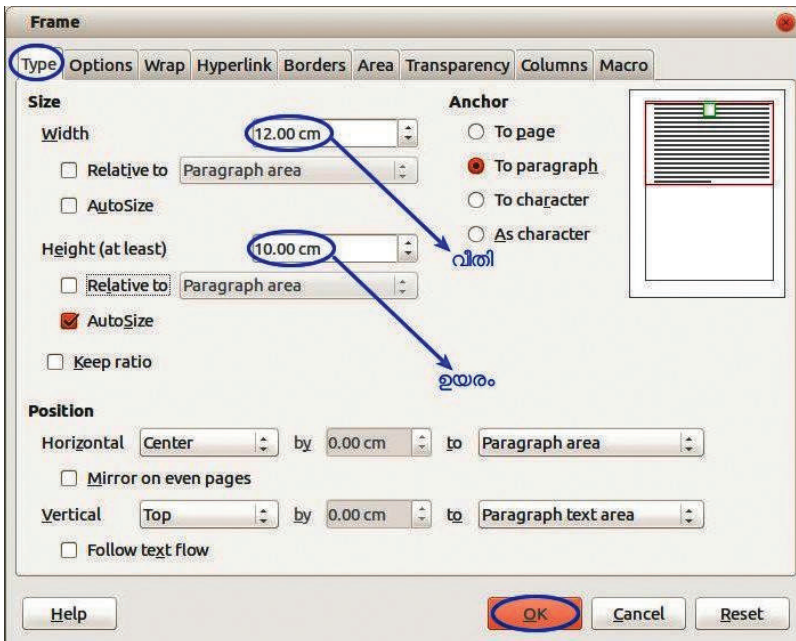 Frame
Type Options Wrap Hyperlink Borders Area Transparency Columns Macro
Size
Width 12.00 cm
Relative to Paragraph area
AutoSize
Height (at least) 10.00 cm
Relative to Paragraph area
AutoSize
Keep ratio
Anchor
To page
To paragraph
To character
As character
വീതി
ഉയരം
Position
Horizontal Center by 0.00 cm to Paragraph area
Mirror on even pages
Vertical Top by 0.00 cm to Paragraph text area
Follow text flow
Help OK Cancel Reset